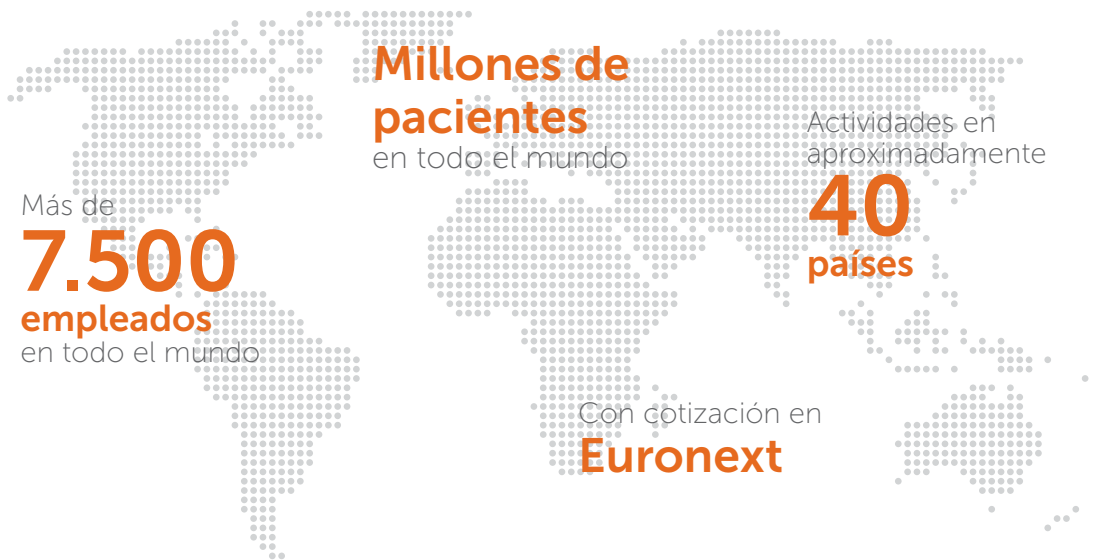 Millones de
pacientes
en todo el mundo
Actividades en
aproximadamente
40
países
Más de
7.500
empleados
en todo el mundo
Con cotización en
Euronext